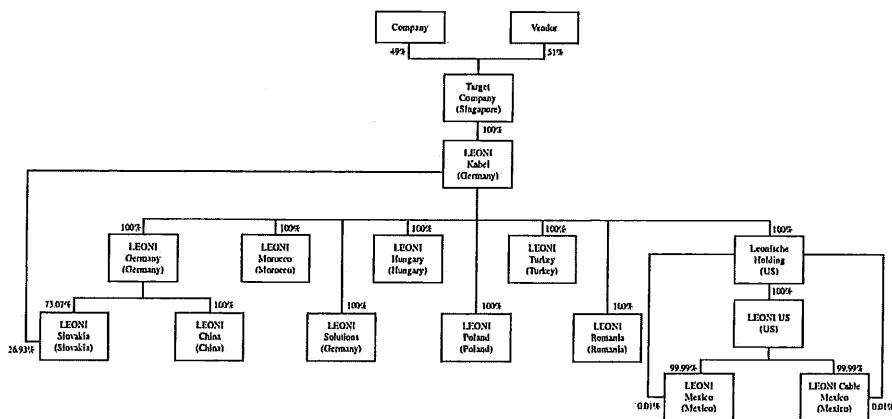 Company
Vendor
49%
51%
Target
Company
(Singapore)
100%
LEONI
Kabel
(Germany)
100%
100%
100%
100%
100%
LEONI
Germany
(Germany)
LEONI
Morocco
(Morocco)
LEONI
Hungary
(Hungary)
LEONI
Turkey
(Turkey)
Leonische
Holding
(US)
73.07%
100%
100%
100%
100%
100%
26.93%
LEONI
Slovakia
(Slovakia)
LEONI
China
(China)
LEONI
Solutions
(Germany)
LEONI
Poland
(Poland)
LEONI
Romania
(Romania)
LEONI US
(US)
99.99%
99.99%
0.01%
LEONI
Mexico
(Mexico)
LEONI Cable
Mexico
(Mexico)
0.01%